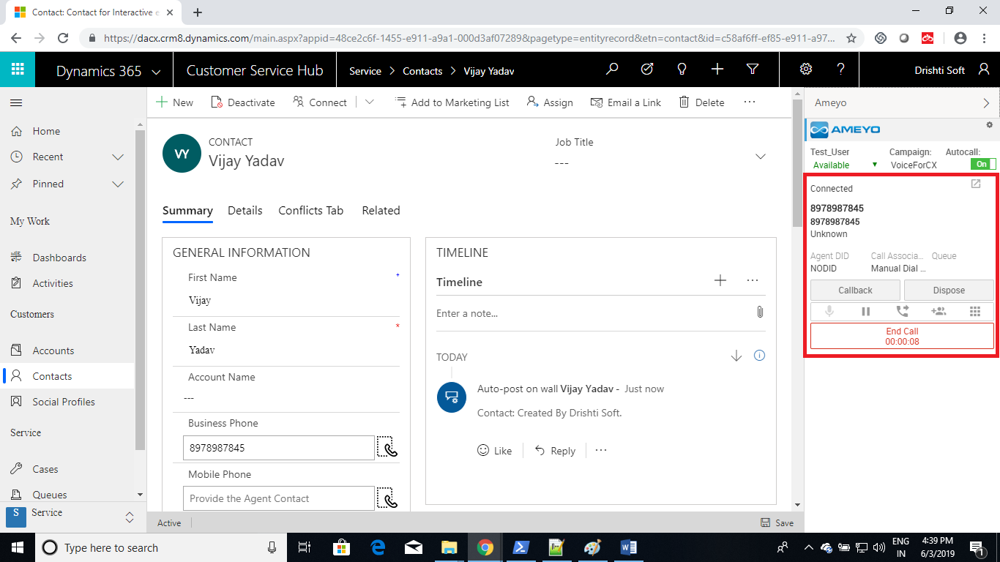 Contact: Contact for Interactive e
https://dacx.crm8.dynamics.com/main.aspx?appid=48ce2c6f-1455-e911-a9a1-000d3af07289&pagetype=entityrecord&etn=contact&id=c58af6ff-ef85-e911-a97...
Dynamics 365
Customer Service Hub
Service > Contacts > Vijay Yadav
Drishti Soft
New
Deactivate
Connect
Add to Marketing List
Assign
Email a Link
Delete
Home
Recent
Pinned
My Work
Dashboards
Activities
Customers
Accounts
Contacts
Social Profiles
Service
Cases
Queues
S
Service
VY
CONTACT
Vijay Yadav
Job Title
---
Summary
Details
Conflicts Tab
Related
GENERAL INFORMATION
First Name +
Vijay
Last Name *
Yadav
Account Name
---
Business Phone
8978987845
Mobile Phone
Provide the Agent Contact
TIMELINE
Timeline
Enter a note...
TODAY
Auto-post on wall Vijay Yadav - Just now
Contact: Created By Drishti Soft.
Like
Reply
Active
Save
Ameyo
AMEYO
Test_User
Campaign:
Autocall:
Available
VoiceForCX
On
Connected
8978987845
8978987845
Unknown
Agent DID
Call Associa...
Queue
NODID
Manual Dial ...
Callback
Dispose
End Call
00:00:08
Type here to search
ENG
IN
4:39 PM
6/3/2019
1